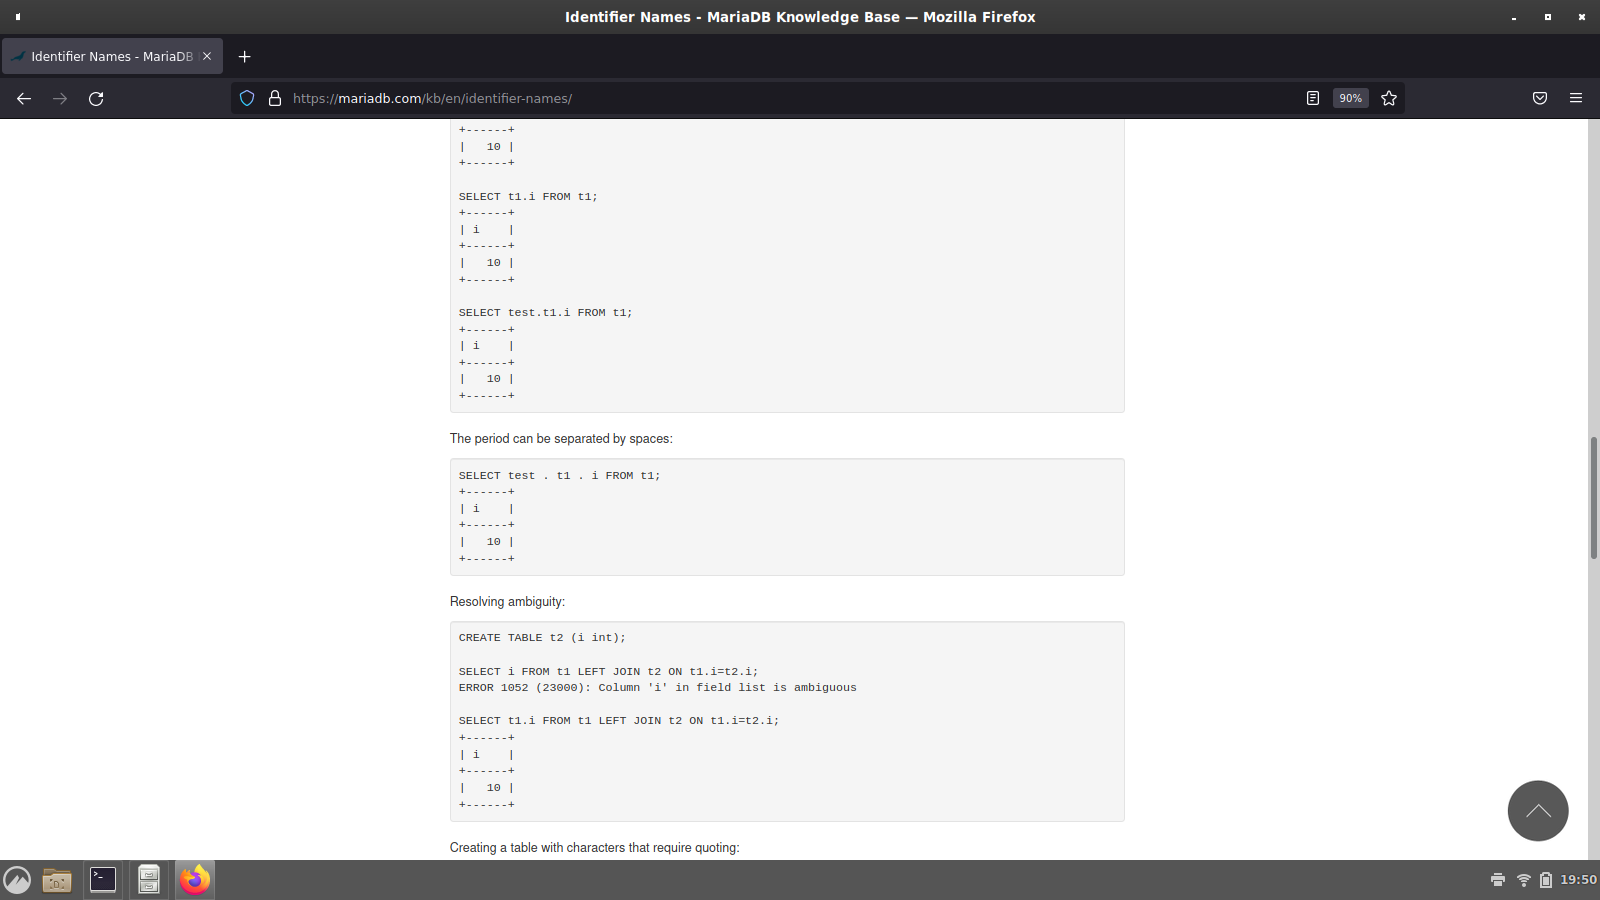 Identifier Names - MariaDB Knowledge Base — Mozilla Firefox
Identifier Names - MariaDB
https://mariadb.com/kb/en/identifier-names/
90%
+------+
|   10 |
+------+
SELECT t1.i FROM t1;
+------+
| i    |
+------+
|   10 |
+------+
SELECT test.t1.i FROM t1;
+------+
| i    |
+------+
|   10 |
+------+
The period can be separated by spaces:
SELECT test . t1 . i FROM t1;
+------+
| i    |
+------+
|   10 |
+------+
Resolving ambiguity:
CREATE TABLE t2 (i int);
SELECT i FROM t1 LEFT JOIN t2 ON t1.i=t2.i;
ERROR 1052 (23000): Column 'i' in field list is ambiguous
SELECT t1.i FROM t1 LEFT JOIN t2 ON t1.i=t2.i;
+------+
| i    |
+------+
|   10 |
+------+
Creating a table with characters that require quoting:
19:50